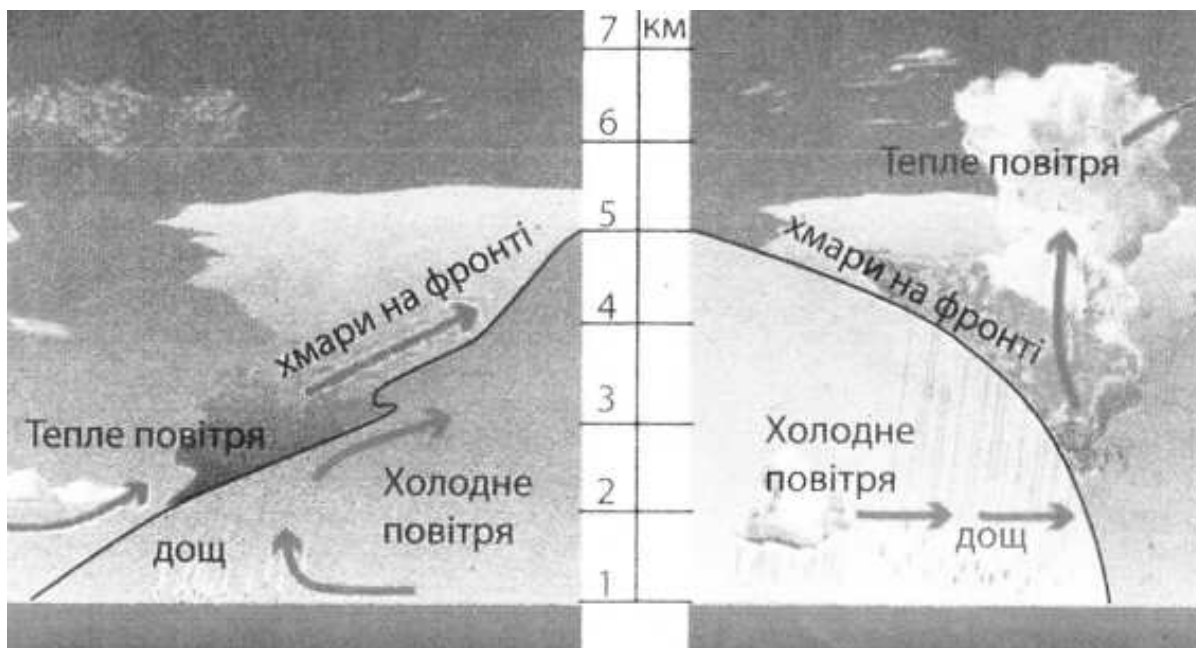 7 км
6
5
4
3
2
1
хмари на фронті
Тепле повітря
Холодне
повітря
дощ
Тепле повітря
хмари на фронті
Холодне
повітря
дощ